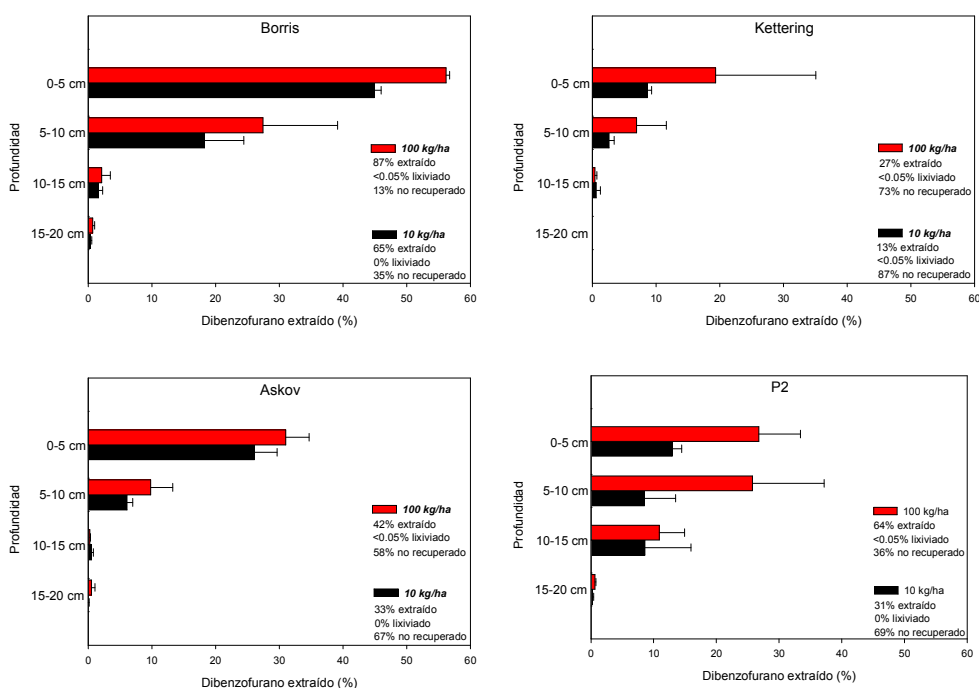 Borris
Profundidad
0-5 cm
5-10 cm
10-15 cm
15-20 cm
100 kg/ha
87% extraído
<0.05% lixiviado
13% no recuperado
10 kg/ha
65% extraído
0% lixiviado
35% no recuperado
0 10 20 30 40 50 60
Dibenzofurano extraído (%)
Kettering
Profundidad
0-5 cm
5-10 cm
10-15 cm
15-20 cm
100 kg/ha
27% extraído
<0.05% lixiviado
73% no recuperado
10 kg/ha
13% extraído
<0.05% lixiviado
87% no recuperado
0 10 20 30 40 50 60
Dibenzofurano extraído (%)
Askov
Profundidad
0-5 cm
5-10 cm
10-15 cm
15-20 cm
100 kg/ha
42% extraído
<0.05% lixiviado
58% no recuperado
10 kg/ha
33% extraído
0% lixiviado
67% no recuperado
0 10 20 30 40 50 60
Dibenzofurano extraído (%)
P2
Profundidad
0-5 cm
5-10 cm
10-15 cm
15-20 cm
100 kg/ha
64% extraído
<0.05% lixiviado
36% no recuperado
10 kg/ha
31% extraído
0% lixiviado
69% no recuperado
0 10 20 30 40 50 60
Dibenzofurano extraído (%)